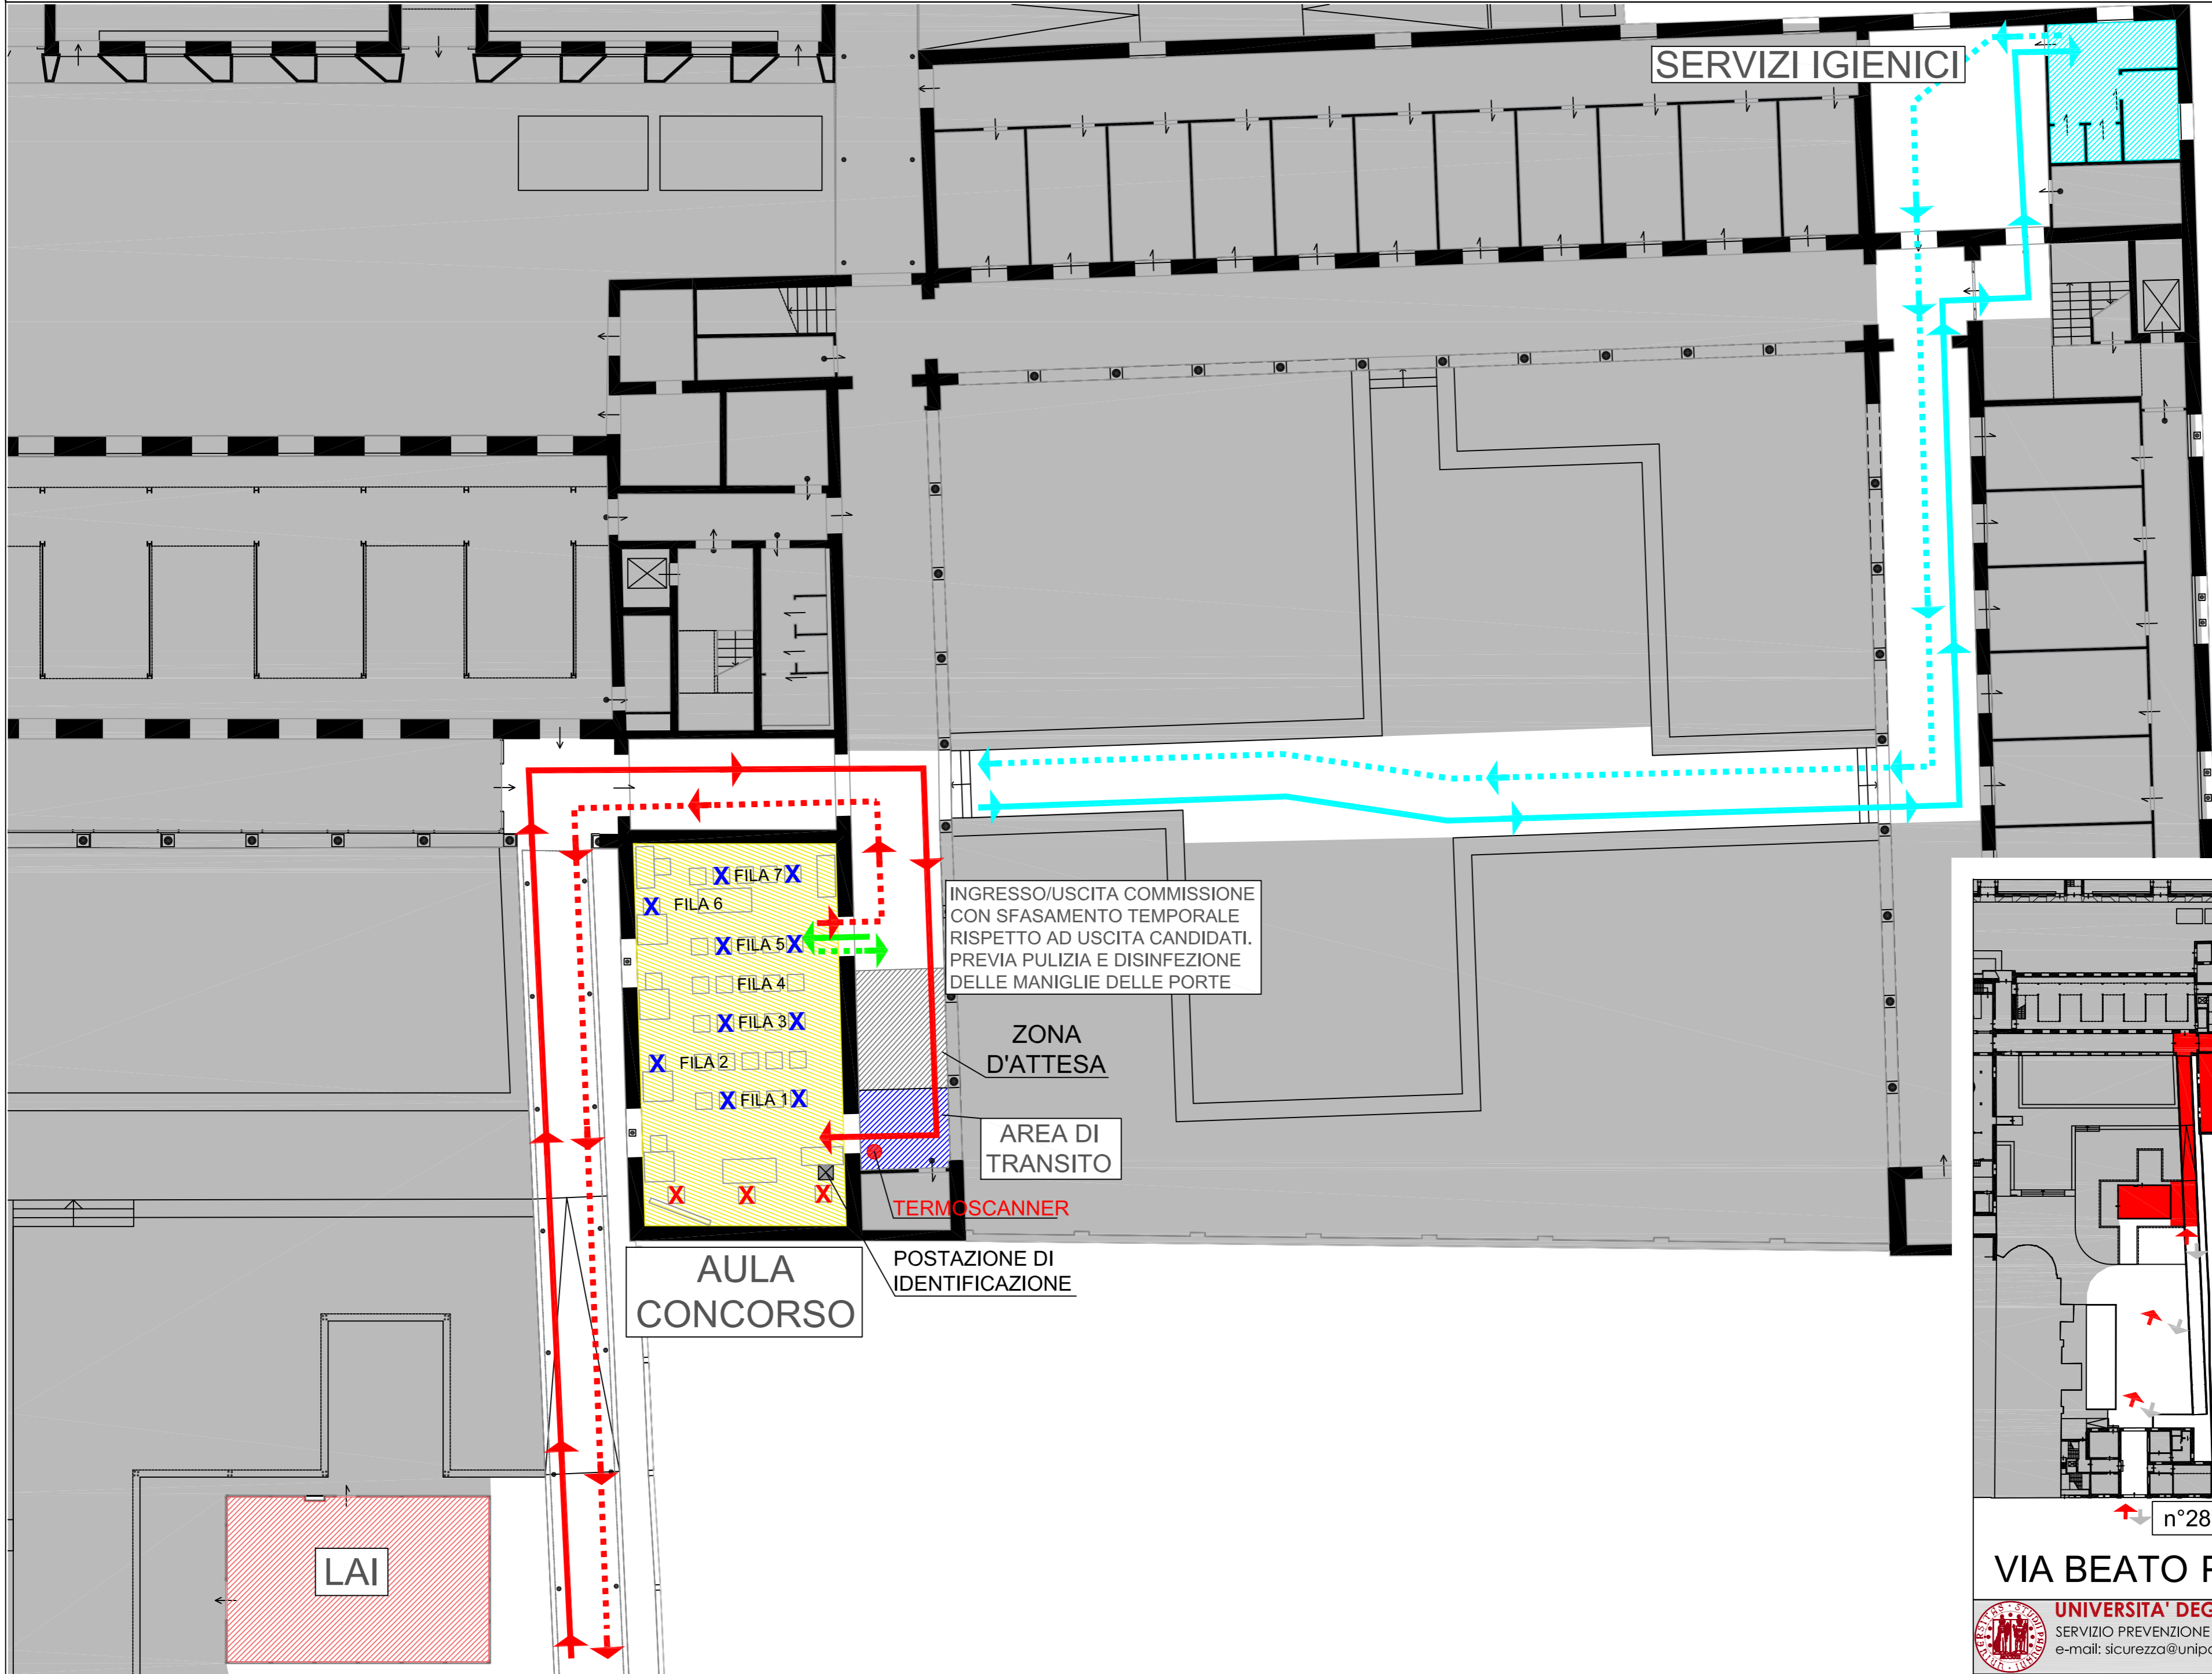 SERVIZI IGIENICI
X FILA 7 X
X FILA 6
X FILA 5 X
FILA 4
X FILA 3 X
X FILA 2
X FILA 1 X
X X X
INGRESSO/USCITA COMMISSIONE
CON SFASAMENTO TEMPORALE
RISPETTO AD USCITA CANDIDATI.
PREVIA PULIZIA E DISINFEZIONE
DELLE MANIGLIE DELLE PORTE
ZONA
D'ATTESA
AREA DI
TRANSITO
TERMOSCANNER
POSTAZIONE DI
IDENTIFICAZIONE
AULA
CONCORSO
LAI
n°28
VIA BEATO
UNIVERSITA' DEG
SERVIZIO PREVENZIONE
e-mail: sicurezza@unip